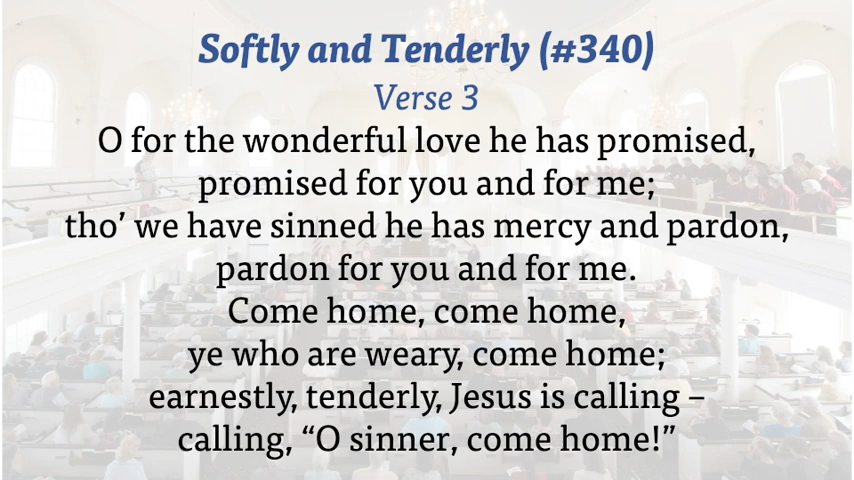 Softly and Tenderly (#340)
Verse 3
O for the wonderful love he has promised,
promised for you and for me;
tho’ we have sinned he has mercy and pardon,
pardon for you and for me.
Come home, come home,
ye who are weary, come home;
earnestly, tenderly, Jesus is calling –
calling, “O sinner, come home!”